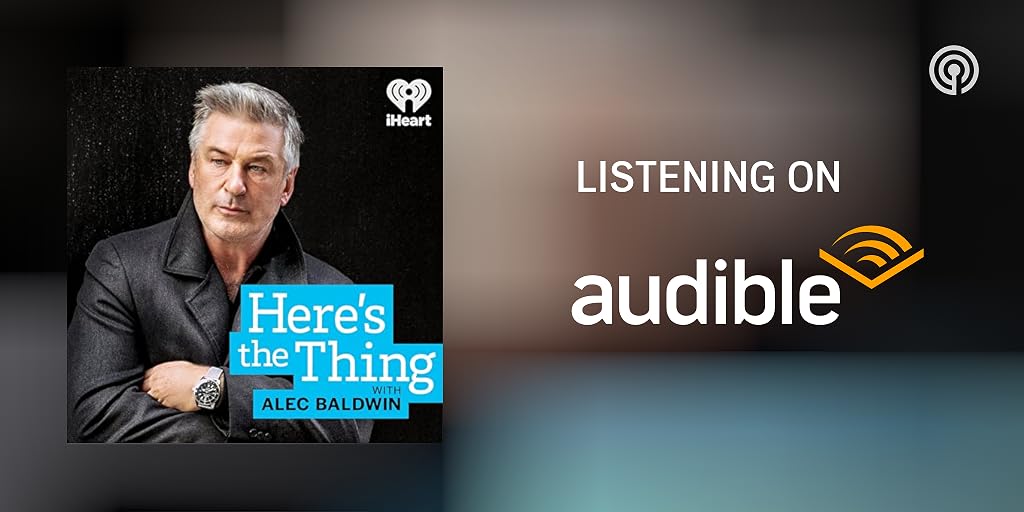 iHeart
Here's
the Thing
WITH
ALEC BALDWIN
LISTENING ON
audible